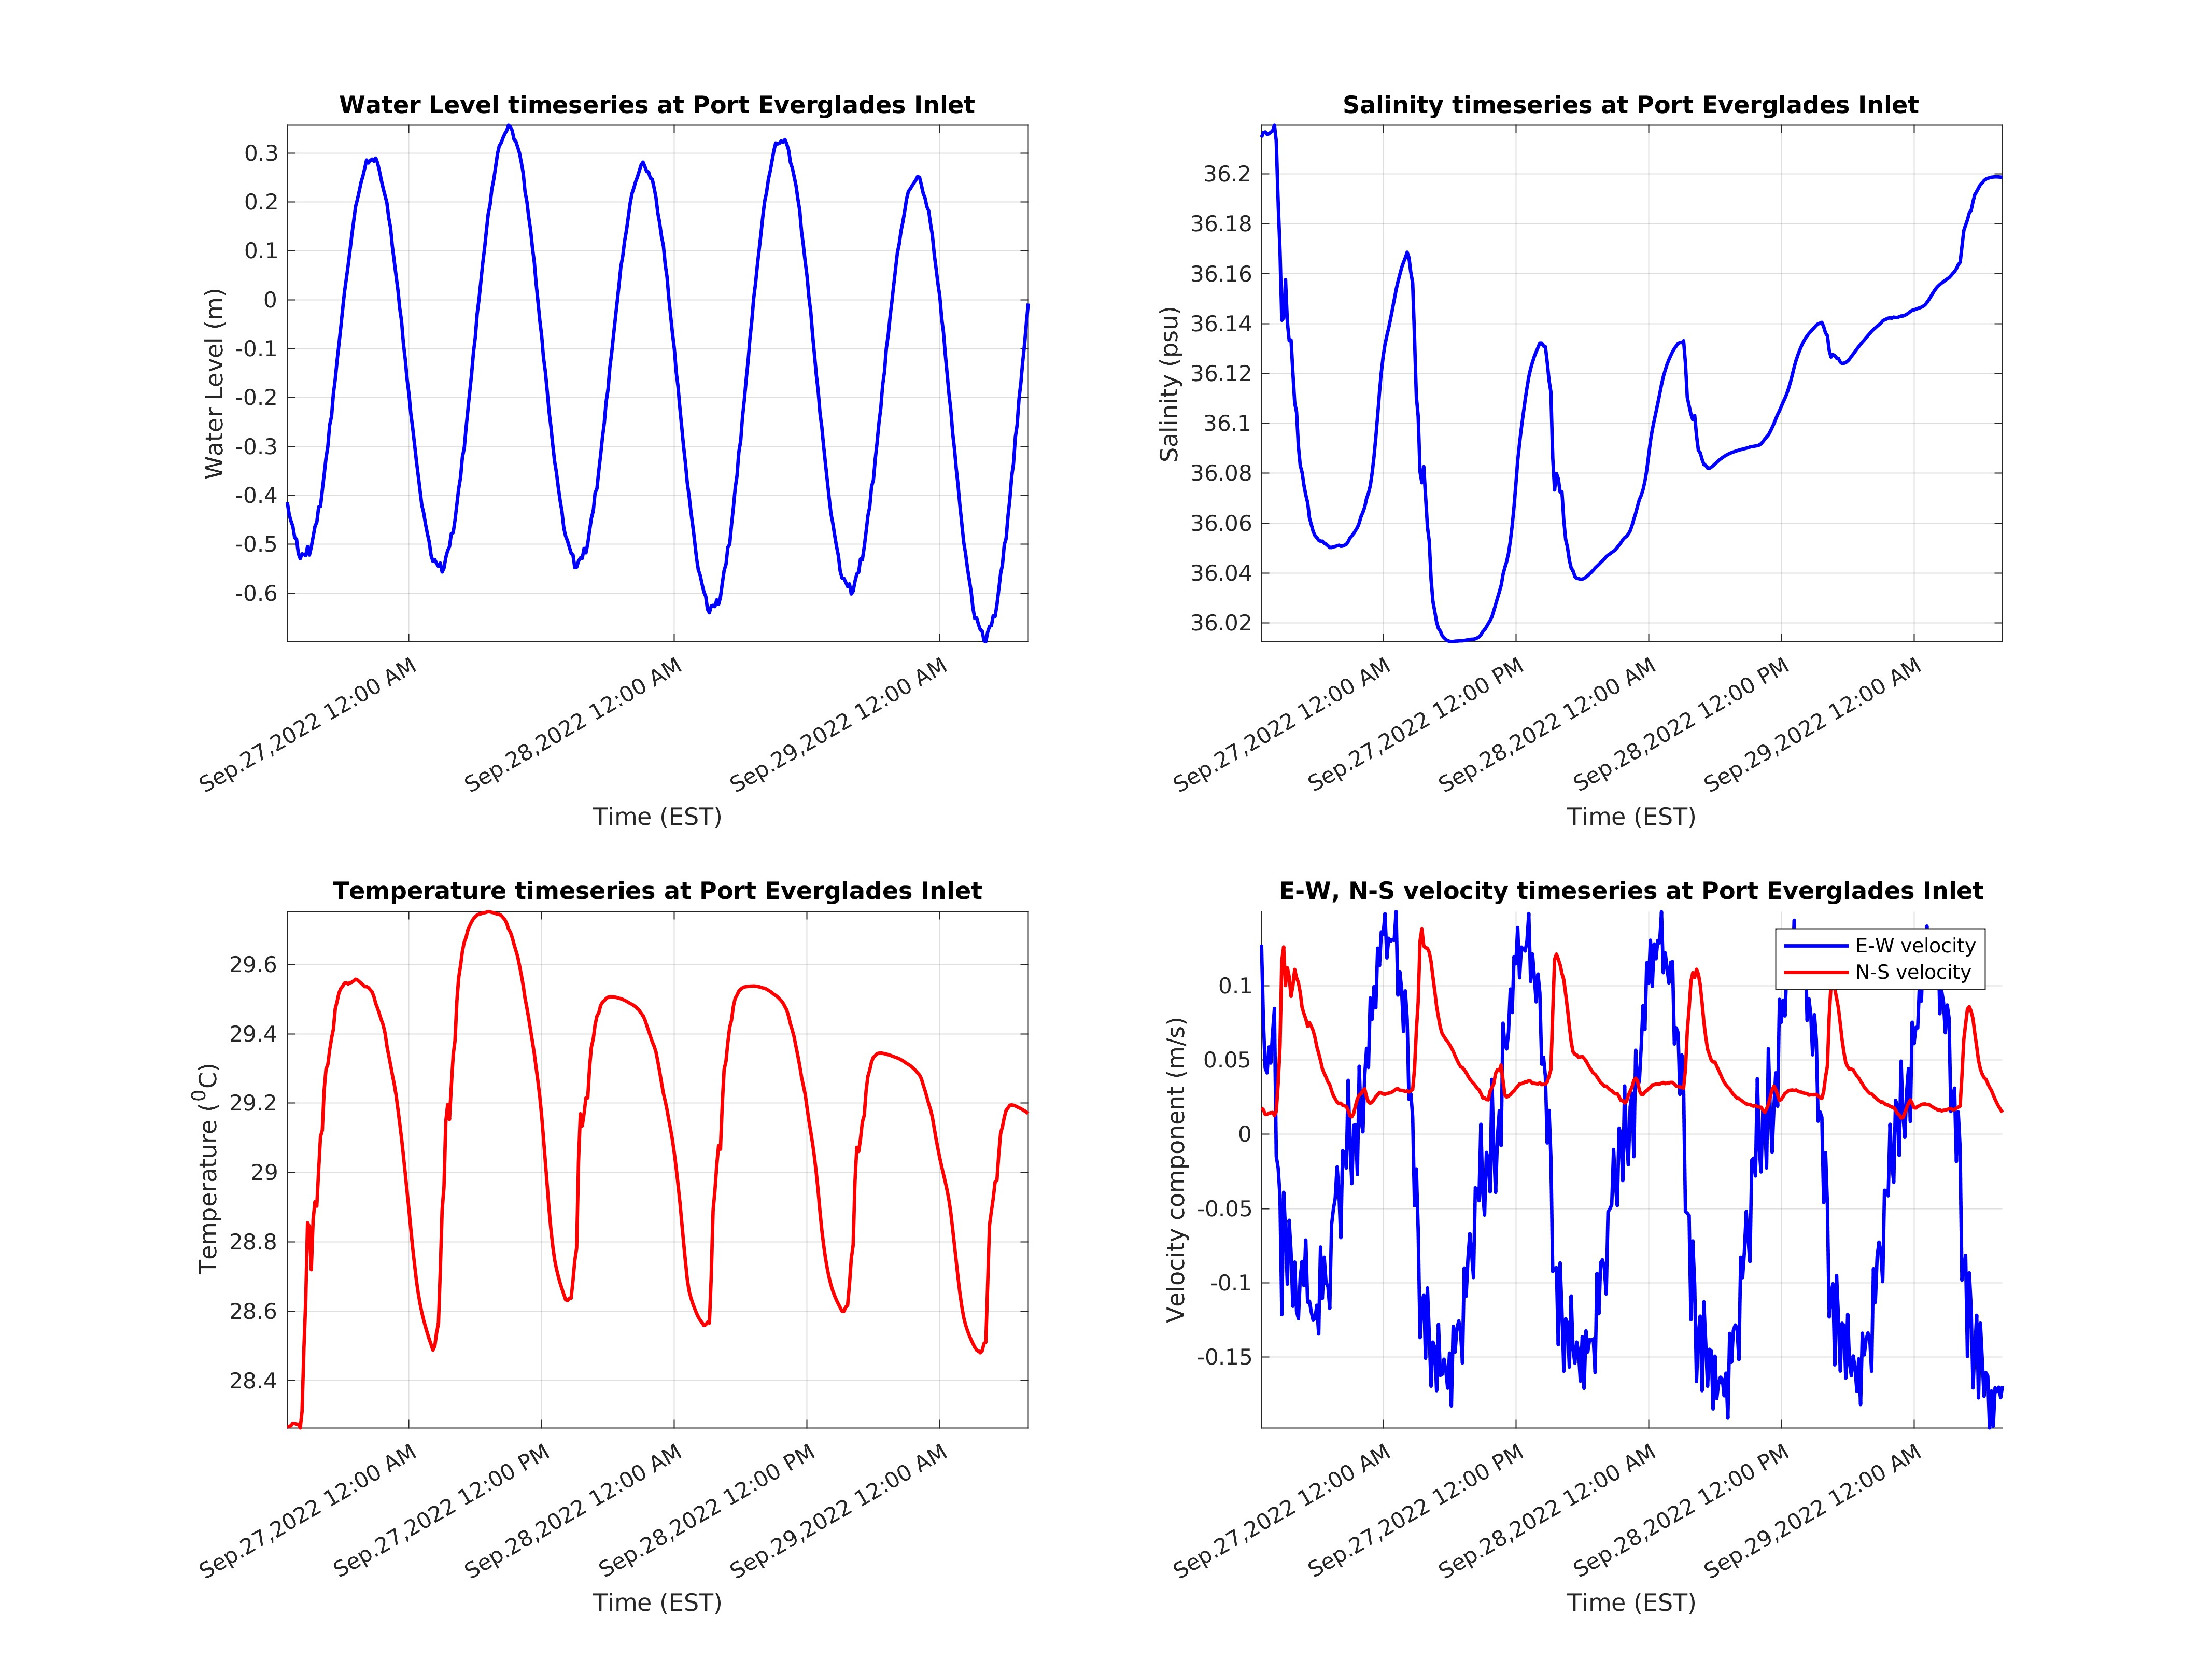 Water Level timeseries at Port Everglades Inlet
0.3
0.2
0.1
0
-0.1
-0.2
-0.3
-0.4
-0.5
-0.6
Water Level (m)
Sep.27,2022 12:00 AM
Sep.28,2022 12:00 AM
Sep.29,2022 12:00 AM
Time (EST)
Salinity timeseries at Port Everglades Inlet
36.2
36.18
36.16
36.14
36.12
36.1
36.08
36.06
36.04
36.02
Salinity (psu)
Sep.27,2022 12:00 AM
Sep.27,2022 12:00 PM
Sep.28,2022 12:00 AM
Sep.28,2022 12:00 PM
Sep.29,2022 12:00 AM
Time (EST)
Temperature timeseries at Port Everglades Inlet
29.6
29.4
29.2
29
28.8
28.6
28.4
Temperature (⁰C)
Sep.27,2022 12:00 AM
Sep.27,2022 12:00 PM
Sep.28,2022 12:00 AM
Sep.28,2022 12:00 PM
Sep.29,2022 12:00 AM
Time (EST)
E-W, N-S velocity timeseries at Port Everglades Inlet
E-W velocity
N-S velocity
0.1
0.05
0
-0.05
-0.1
-0.15
Velocity component (m/s)
Sep.27,2022 12:00 AM
Sep.27,2022 12:00 PM
Sep.28,2022 12:00 AM
Sep.28,2022 12:00 PM
Sep.29,2022 12:00 AM
Time (EST)